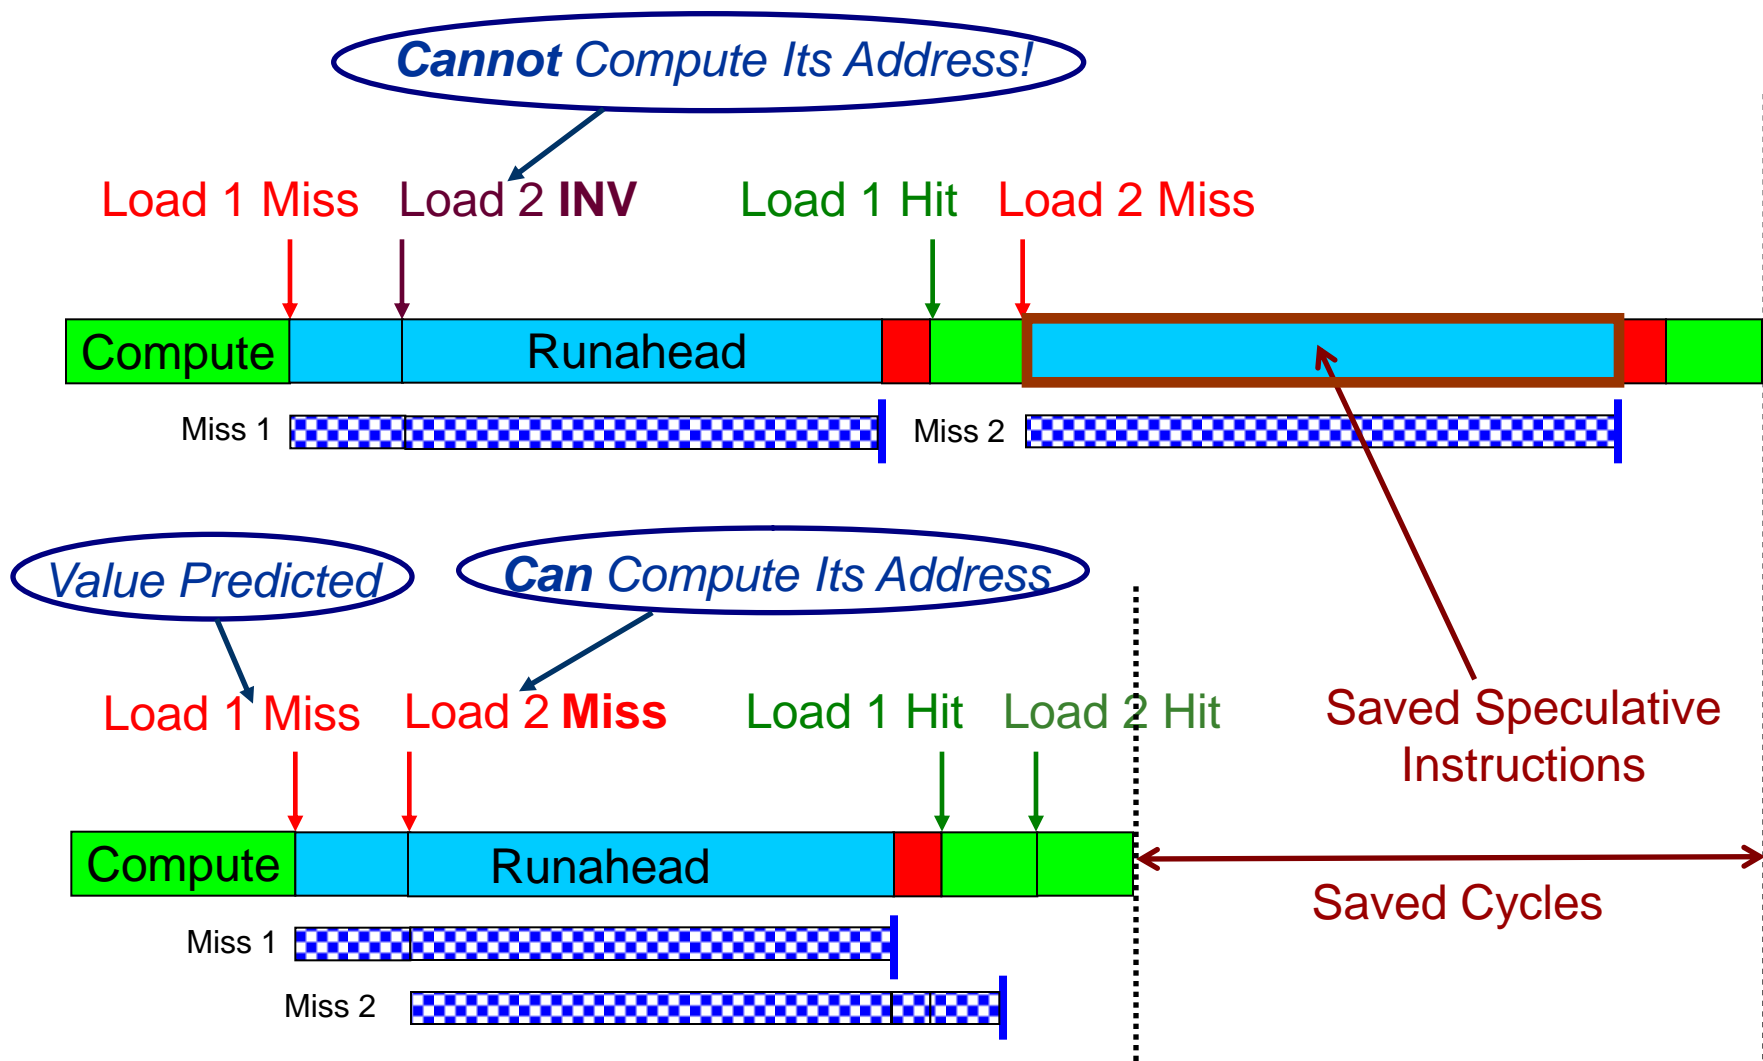 Cannot Compute Its Address!
Load 1 Miss Load 2 INV Load 1 Hit Load 2 Miss
Compute Runahead
Miss 1 Miss 2
Value Predicted Can Compute Its Address
Load 1 Miss Load 2 Miss Load 1 Hit Load 2 Hit
Saved Speculative
Instructions
Compute Runahead
Saved Cycles
Miss 1
Miss 2